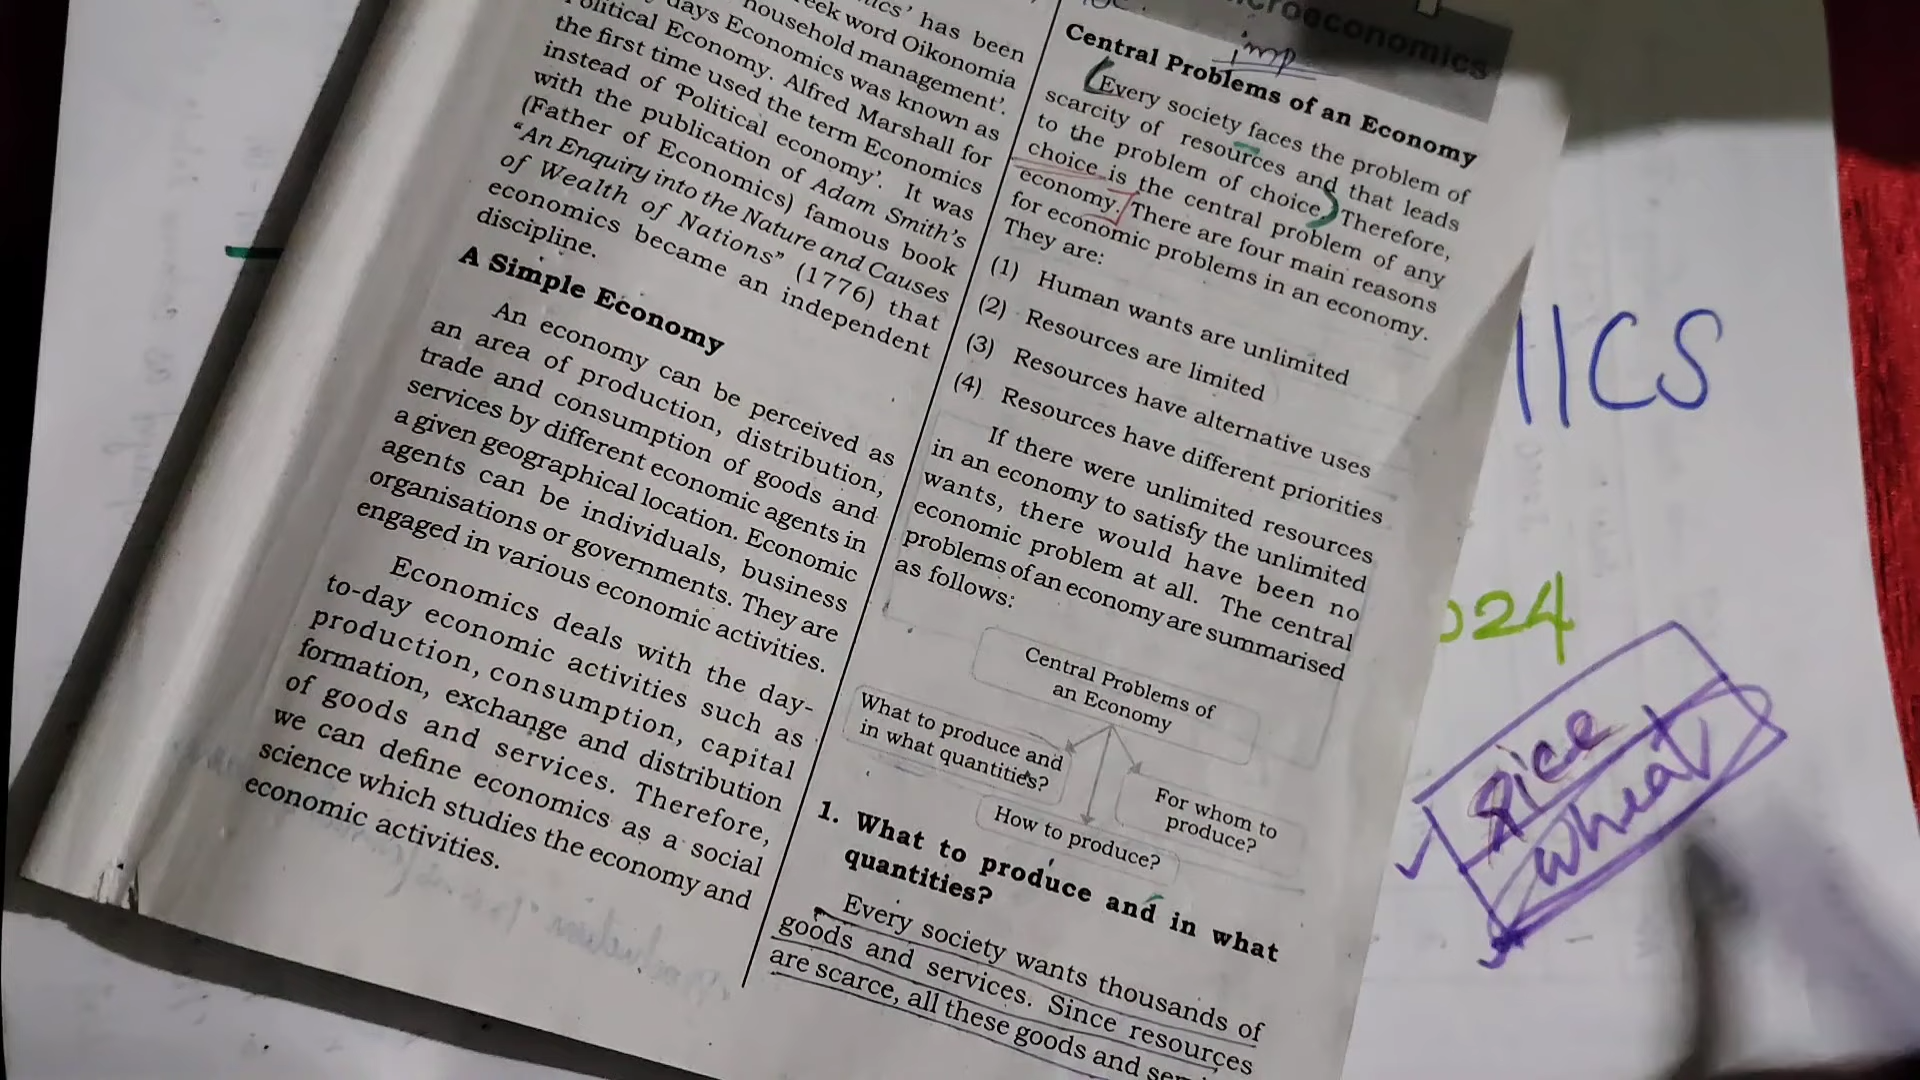 has been
reek word Oikonomia
household management'.
days Economics was known as
Political Economy. Alfred Marshall for
the first time used the term Economics
instead of 'Political economy'. It was
with the publication of Adam Smith's
(Father of Economics) famous book
"An Enquiry into the Nature and Causes
of Wealth of Nations" (1776) that
economics became an independent
discipline.
A Simple Economy
An economy can be perceived as
an area of production, distribution,
trade and consumption of goods and
services by different economic agents in
a given geographical location. Economic
agents can be individuals, business
organisations or governments. They are
engaged in various economic activities.
Economics deals with the day-
to-day economic activities such as
production, consumption, capital
formation, exchange and distribution
of goods and services. Therefore,
we can define economics as a social
science which studies the economy and
economic activities.
croeconomics
imp
Central Problems of an Economy
Every society faces the problem of
scarcity of resources and that leads
to the problem of choice. Therefore,
choice is the central problem of any
economy. There are four main reasons
for economic problems in an economy.
They are:
(1) Human wants are unlimited
(2) Resources are limited
(3) Resources have alternative uses
(4) Resources have different priorities
If there were unlimited resources
in an economy to satisfy the unlimited
wants, there would have been no
economic problem at all. The central
problems of an economy are summarised
as follows:
Central Problems of
an Economy
What to produce and
in what quantities?
How to produce?
For whom to
produce?
1. What to produce and in what
quantities?
Every society wants thousands of
goods and services. Since resources
are scarce, all these goods and
ICS
024
Rice
wheat